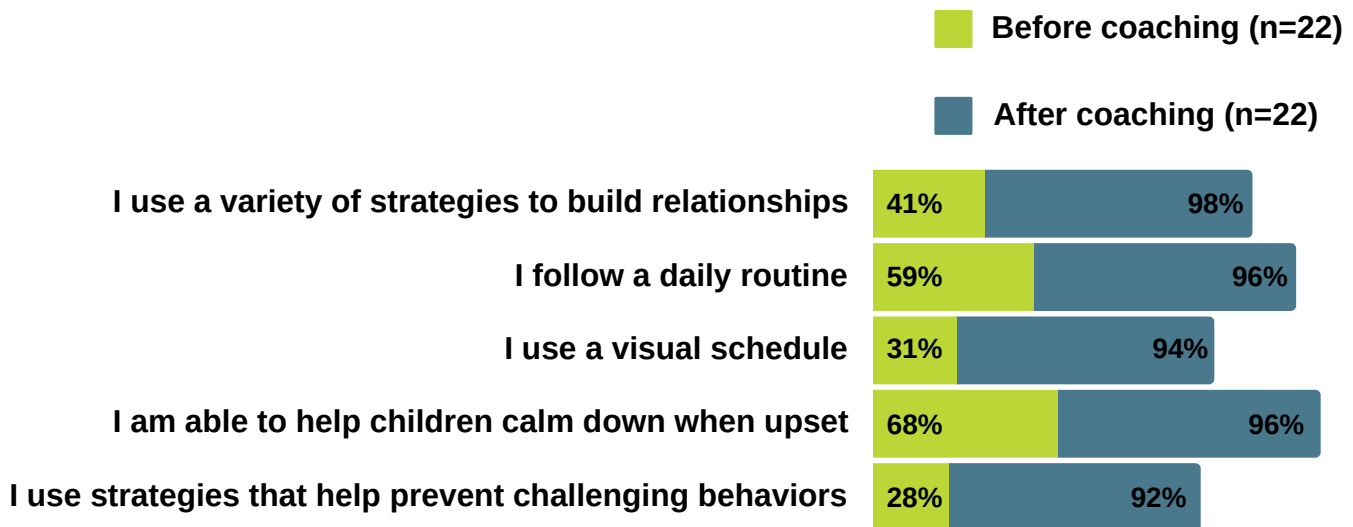 Before coaching (n=22)
After coaching (n=22)
I use a variety of strategies to build relationships 41% 98%
I follow a daily routine 59% 96%
I use a visual schedule 31% 94%
I am able to help children calm down when upset 68% 96%
I use strategies that help prevent challenging behaviors 28% 92%